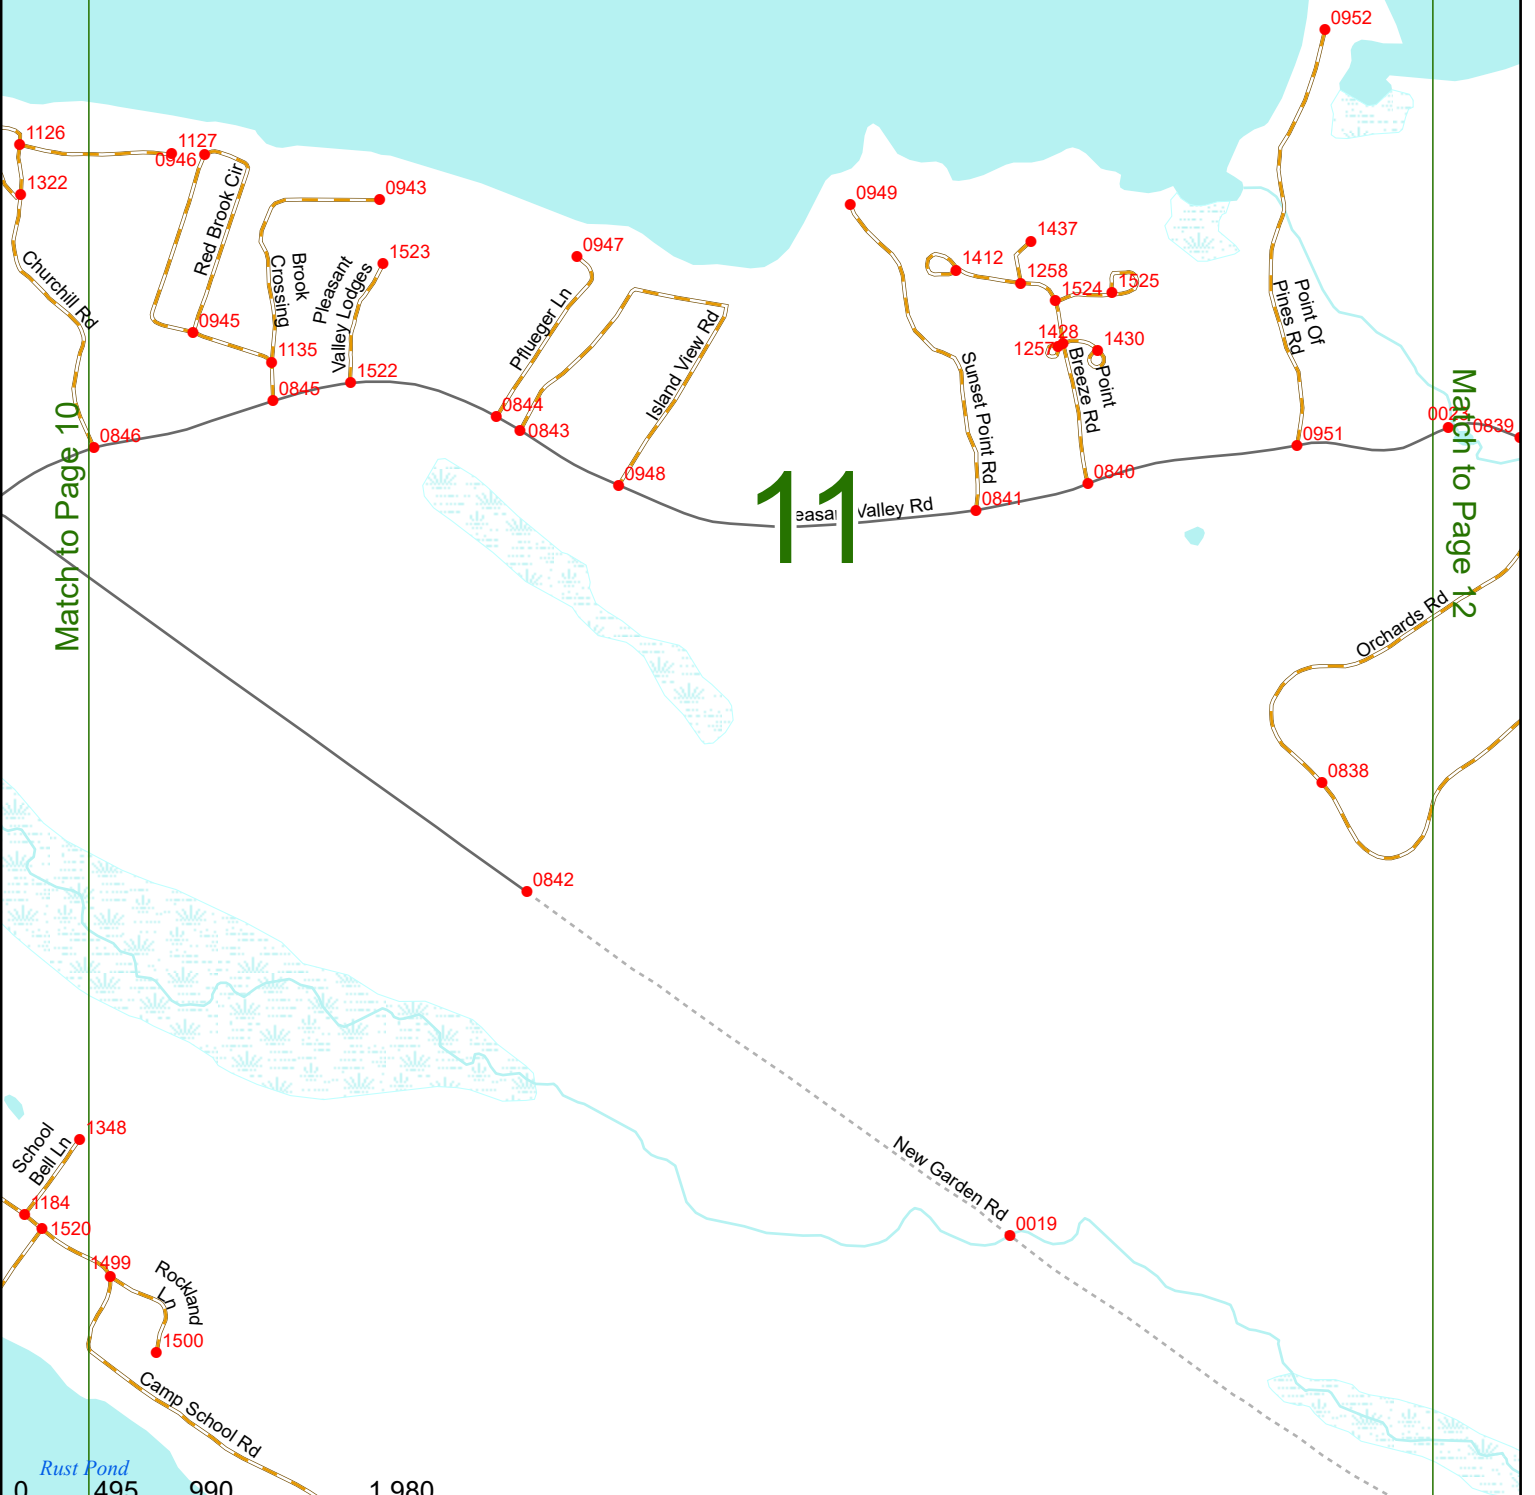 0952
1126
1127
0946
1322
0943
0949
Red Brook Cir
1437
0947
1523
1412
1258
1525
1524
Churchill Rd
Brook
Crossing
Pleasant
Valley Lodges
Pflueger Ln
Island View Rd
Point Of
Pines Rd
0945
1428
1430
1257
1135
Sunset Point Rd
Point
Breeze Rd
1522
0845
0844
0843
0846
0951
0839
Match to Page 10
Match to Page 12
0948
0840
0841
11
Valley Rd
Orchards Rd
0838
0842
School
Bell Ln
1348
New Garden Rd
1184
1520
0019
1499
Rockland
Ln
1500
Camp School Rd
Rust Pond
0 495 990 1,980